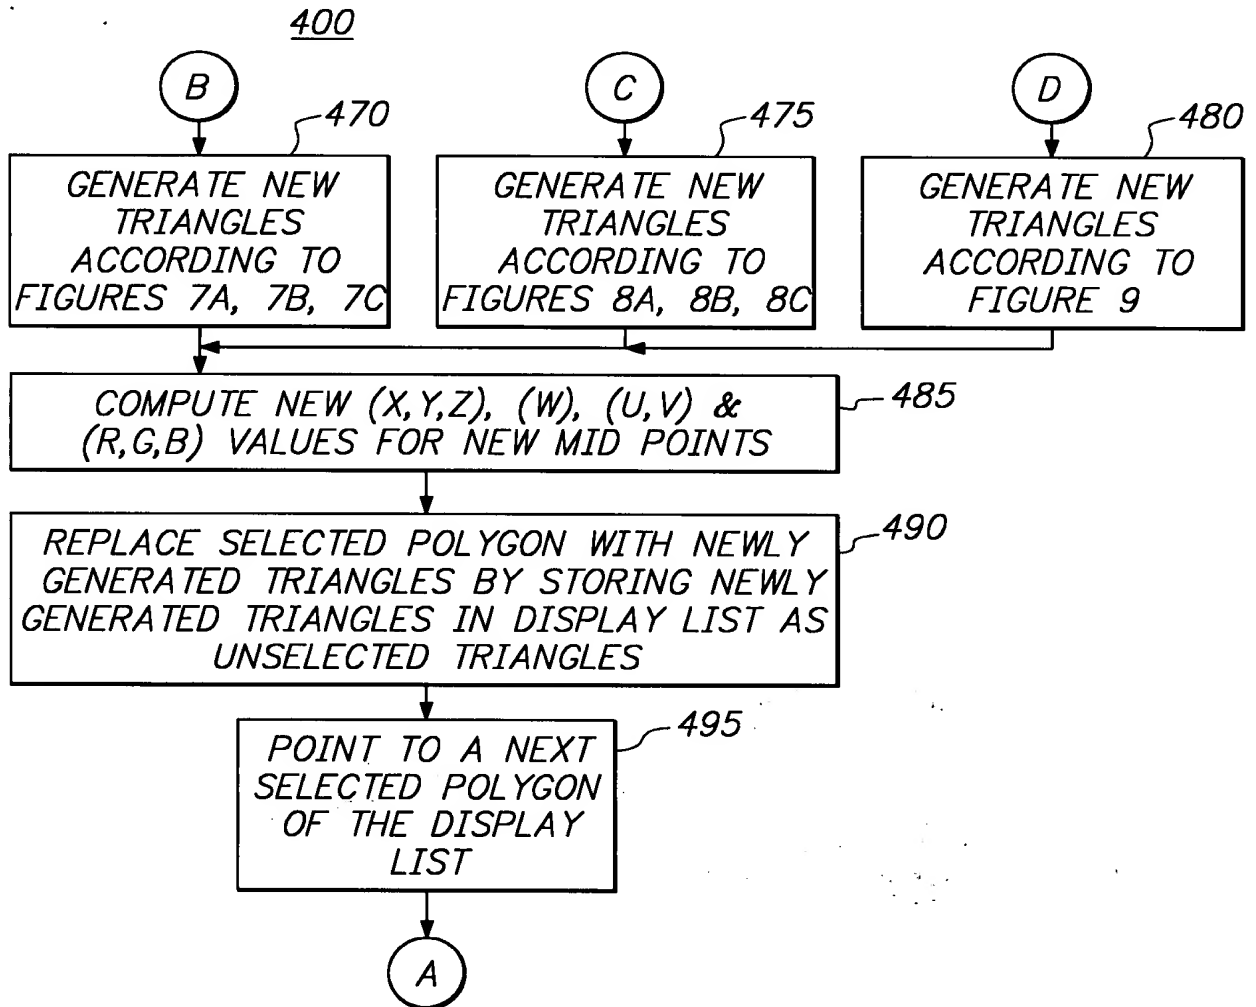 400
B
C
D
470
475
480
GENERATE NEW
TRIANGLES
ACCORDING TO
FIGURES 7A, 7B, 7C
GENERATE NEW
TRIANGLES
ACCORDING TO
FIGURES 8A, 8B, 8C
GENERATE NEW
TRIANGLES
ACCORDING TO
FIGURE 9
485
COMPUTE NEW (X,Y,Z), (W), (U,V) &
(R,G,B) VALUES FOR NEW MID POINTS
490
REPLACE SELECTED POLYGON WITH NEWLY
GENERATED TRIANGLES BY STORING NEWLY
GENERATED TRIANGLES IN DISPLAY LIST AS
UNSELECTED TRIANGLES
495
POINT TO A NEXT
SELECTED POLYGON
OF THE DISPLAY
LIST
A